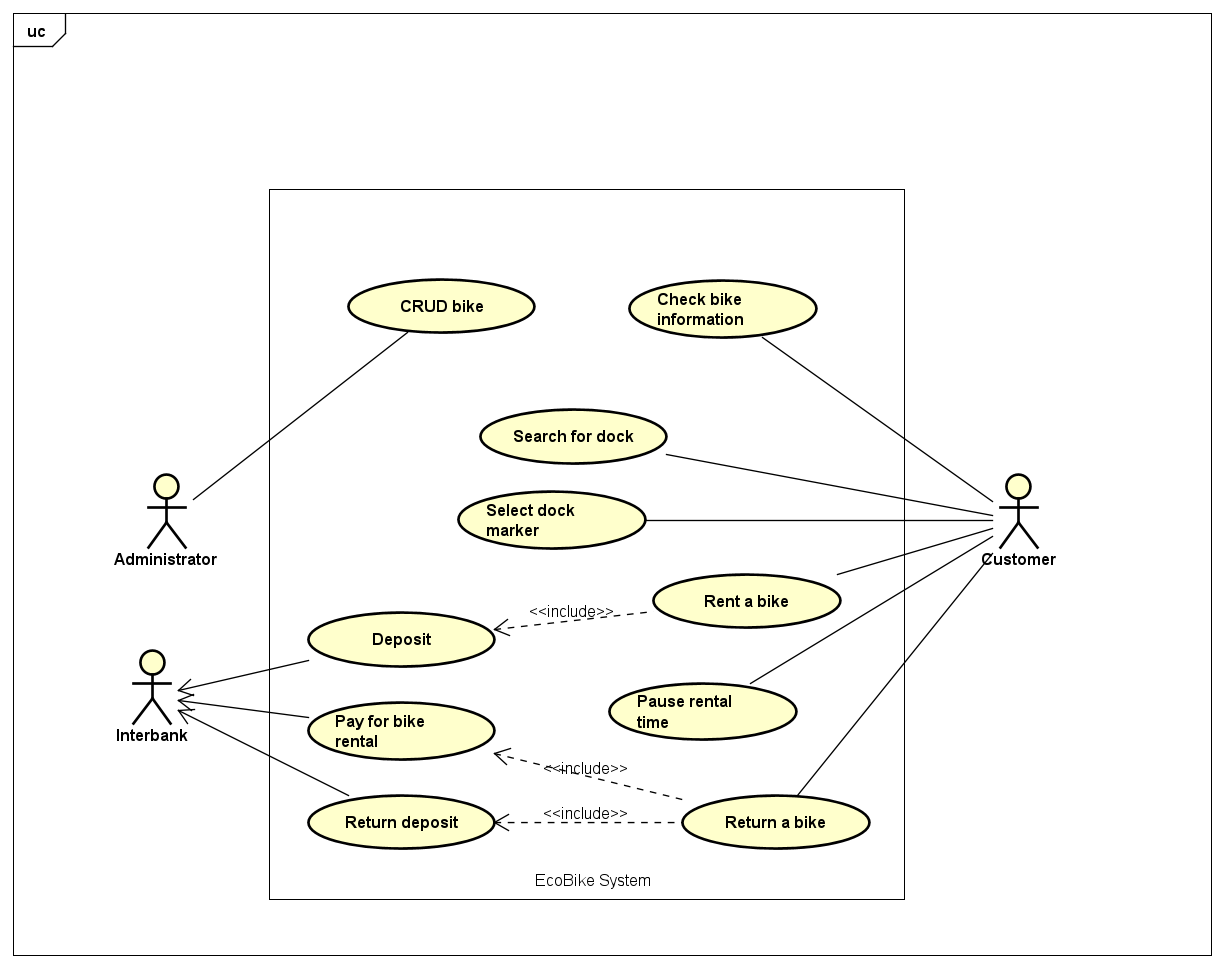 uc
CRUD bike
Check bike
information
Search for dock
Select dock
marker
Administrator
Customer
Rent a bike
<<include>>
Deposit
Interbank
Pause rental
time
Pay for bike
rental
<<include>>
<<include>>
Return deposit
Return a bike
EcoBike System